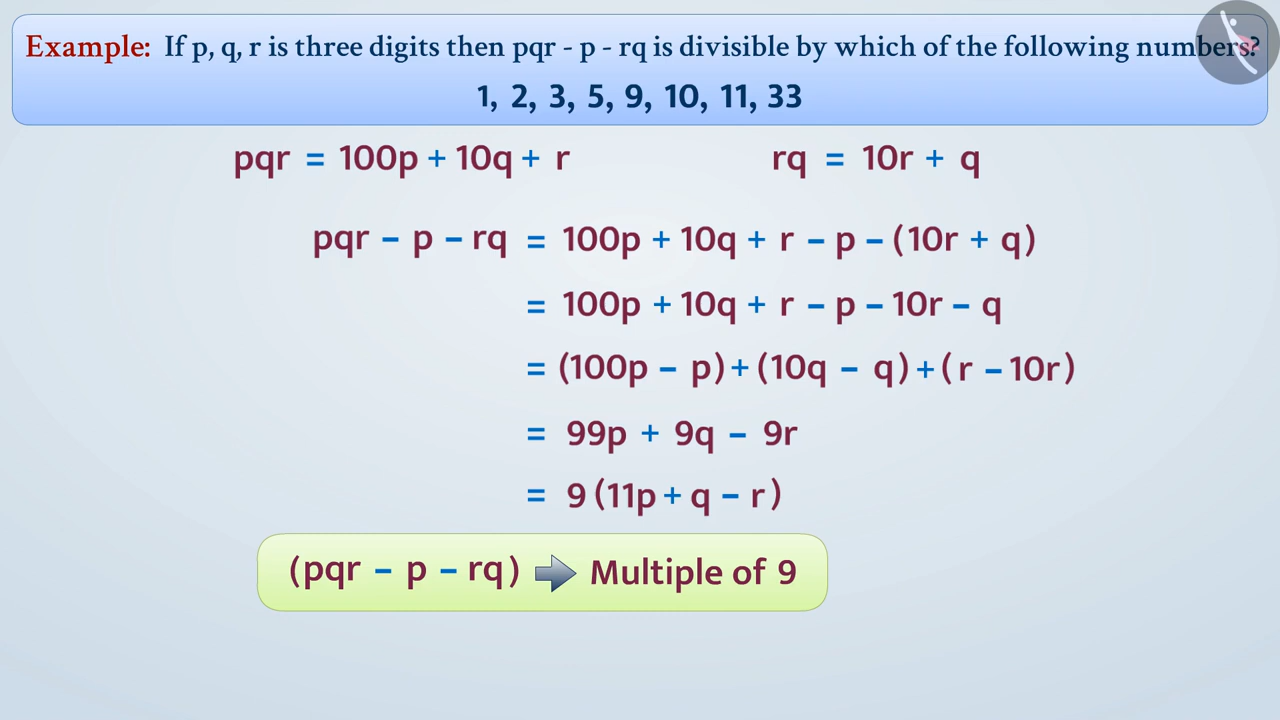 Example: If p, q, r is three digits then pqr - p - rq is divisible by which of the following numbers?
1, 2, 3, 5, 9, 10, 11, 33
pqr = 100p + 10q + r rq = 10r + q
pqr – p – rq = 100p + 10q + r – p – (10r + q)
= 100p + 10q + r – p – 10r – q
= (100p – p) + (10q – q) + (r – 10r)
= 99p + 9q – 9r
= 9 (11p + q – r)
(pqr – p – rq) ➡ Multiple of 9